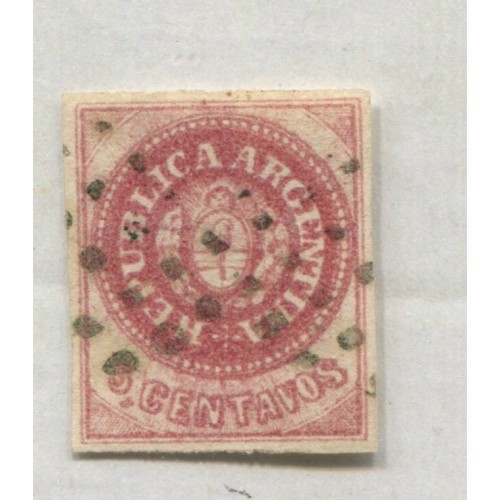 REPUBLICA ARGENTINA
5, CENTAVOS